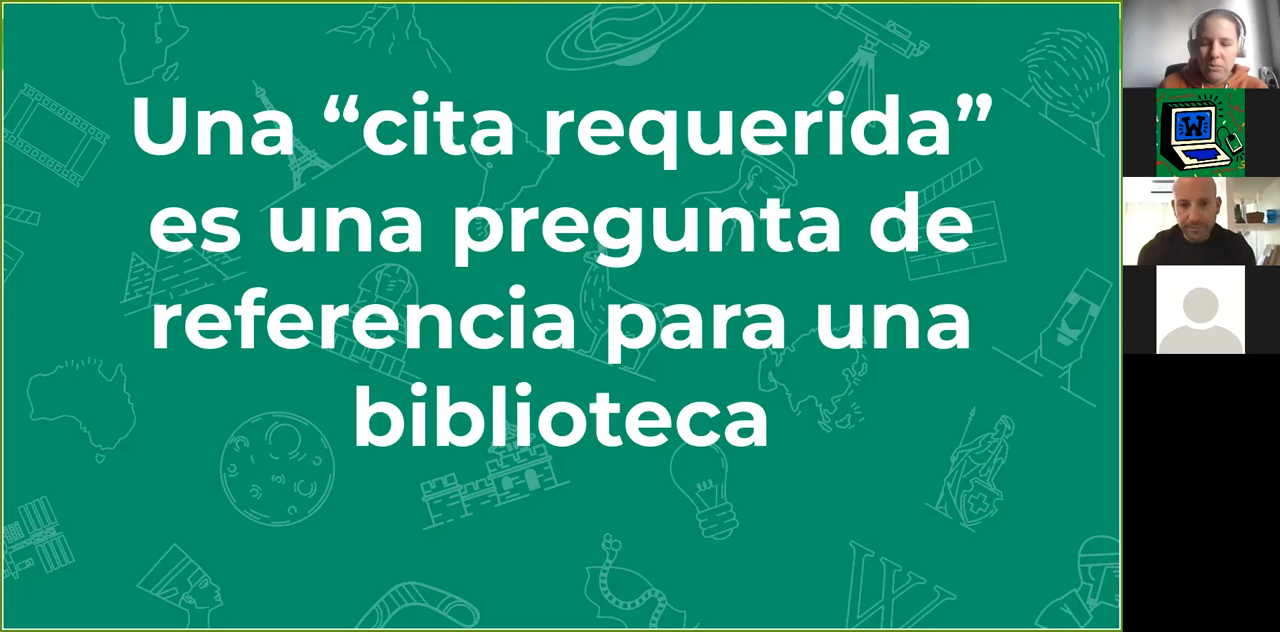 Una “cita requerida”
es una pregunta de
referencia para una
biblioteca
W
W